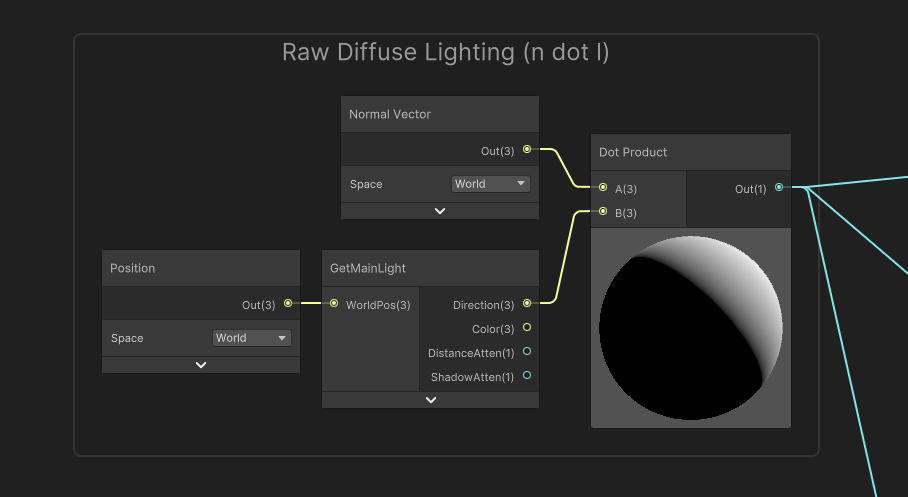 Raw Diffuse Lighting (n dot l)
Normal Vector
Out(3)
Space World
Dot Product
A(3) Out(1)
B(3)
Position
Out(3)
Space World
GetMainLight
WorldPos(3) Direction(3)
Color(3)
DistanceAtten(1)
ShadowAtten(1)